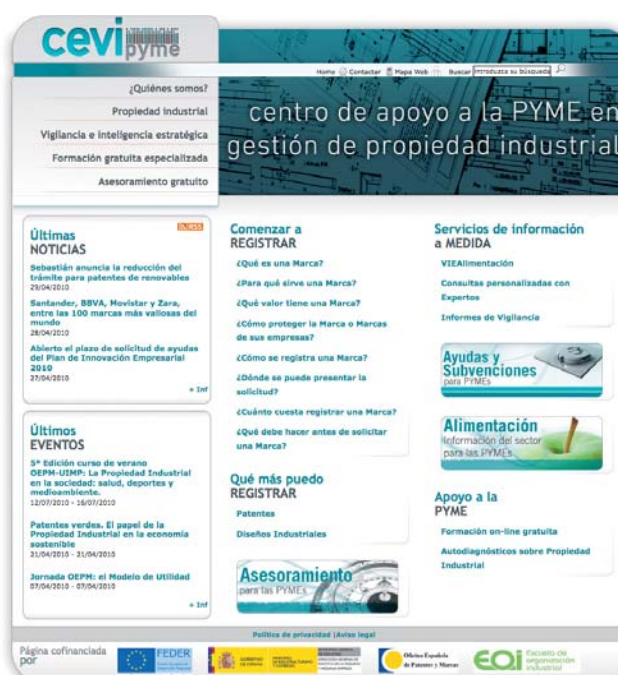 cevipyme
Home Contactar Mapa Web Buscar introduzca su búsqueda
¿Quiénes somos?
Propiedad industrial
Vigilancia e inteligencia estratégica
Formación gratuita especializada
Asesoramiento gratuito
centro de apoyo a la PYME en
gestión de propiedad industrial
RSS
Últimas
NOTICIAS
Sebastián anuncia la reducción del
trámite para patentes de renovables
29/04/2010
Santander, BBVA, Movistar y Zara,
entre las 100 marcas más valiosas del
mundo
28/04/2010
Abierto el plazo de solicitud de ayudas
del Plan de Innovación Empresarial
2010
27/04/2010
+ Inf
Últimos
EVENTOS
5ª Edición curso de verano
OEPM-UIMP: La Propiedad Industrial
en la sociedad: salud, deportes y
medioambiente.
12/07/2010 - 16/07/2010
Patentes verdes. El papel de la
Propiedad Industrial en la economía
sostenible
21/04/2010 - 21/04/2010
Jornada OEPM: el Modelo de Utilidad
07/04/2010 - 07/04/2010
+ Inf
Comenzar a
REGISTRAR
¿Qué es una Marca?
¿Para qué sirve una Marca?
¿Qué valor tiene una Marca?
¿Cómo proteger la Marca o Marcas
de sus empresas?
¿Cómo se registra una Marca?
¿Dónde se puede presentar la
solicitud?
¿Cuánto cuesta registrar una Marca?
¿Qué debe hacer antes de solicitar
una Marca?
Qué más puedo
REGISTRAR
Patentes
Diseños Industriales
Asesoramiento
para las PYMEs
Servicios de información
a MEDIDA
VIEAlimentación
Consultas personalizadas con
Expertos
Informes de Vigilancia
Ayudas y
Subvenciones
para PYMEs
Alimentación
Información del sector
para las PYMEs
Apoyo a la
PYME
Formación on-line gratuita
Autodiagnósticos sobre Propiedad
Industrial
Política de privacidad |Aviso legal
Página cofinanciada
por
FEDER
GOBIERNO
DE ESPAÑA
Oficina Española
de Patentes y Marcas
EOI
Escuela de
organización
industrial